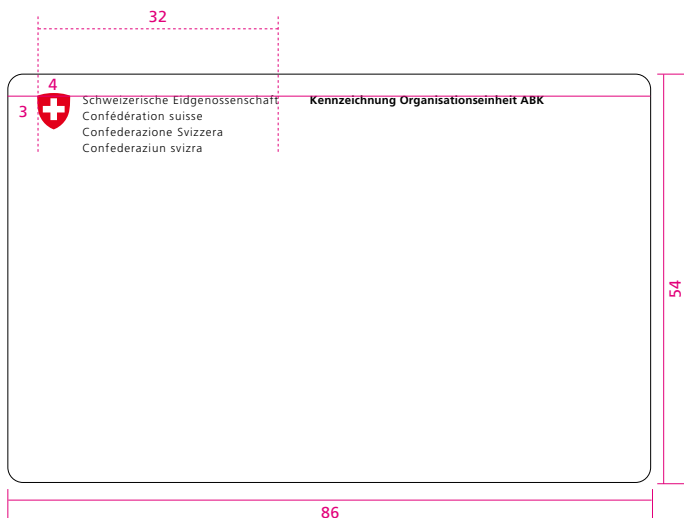 32
4
3
Schweizerische Eidgenossenschaft
Confédération suisse
Confederazione Svizzera
Confederaziun svizra
Kennzeichnung Organisationseinheit ABK
54
86